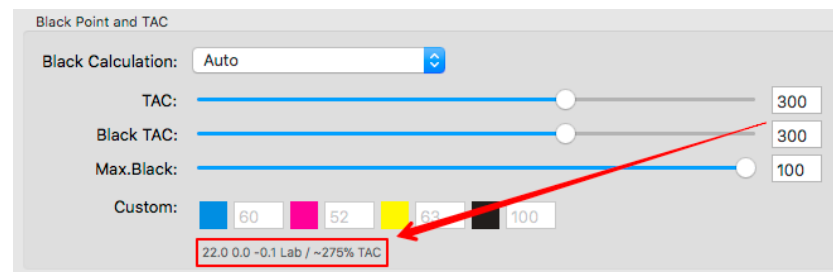 Black Point and TAC
Black Calculation: Auto
TAC: 300
Black TAC: 300
Max.Black: 100
Custom: 60 52 63 100
22.0 0.0 -0.1 Lab / ~275% TAC